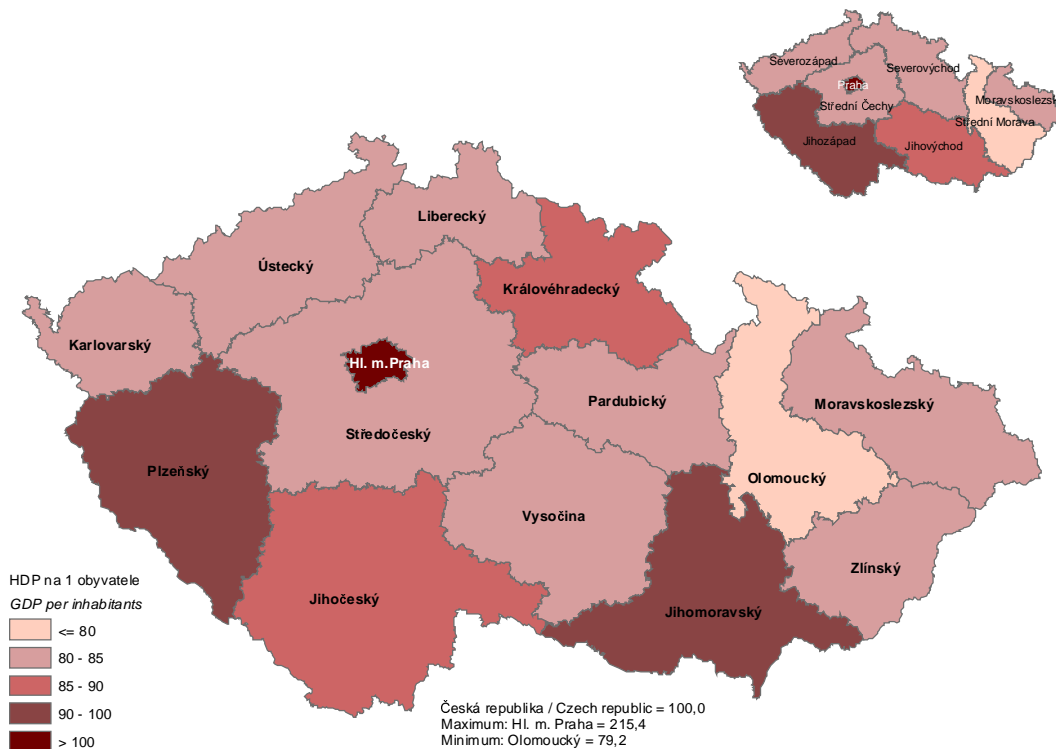 Severozápad
Severovýchod
Praha
Střední Čechy
Moravskoslezsk
Střední Morava
Jihozápad
Jihovýchod
Liberecký
Ústecký
Královéhradecký
Karlovarský
Hl. m.Praha
Pardubický
Moravskoslezský
Středočeský
Plzeňský
Olomoucký
Vysočina
Zlínský
Jihočeský
Jihomoravský
HDP na 1 obyvatele
GDP per inhabitants
<= 80
80 - 85
85 - 90
90 - 100
> 100
Česká republika / Czech republic = 100,0
Maximum: Hl. m. Praha = 215,4
Minimum: Olomoucký = 79,2